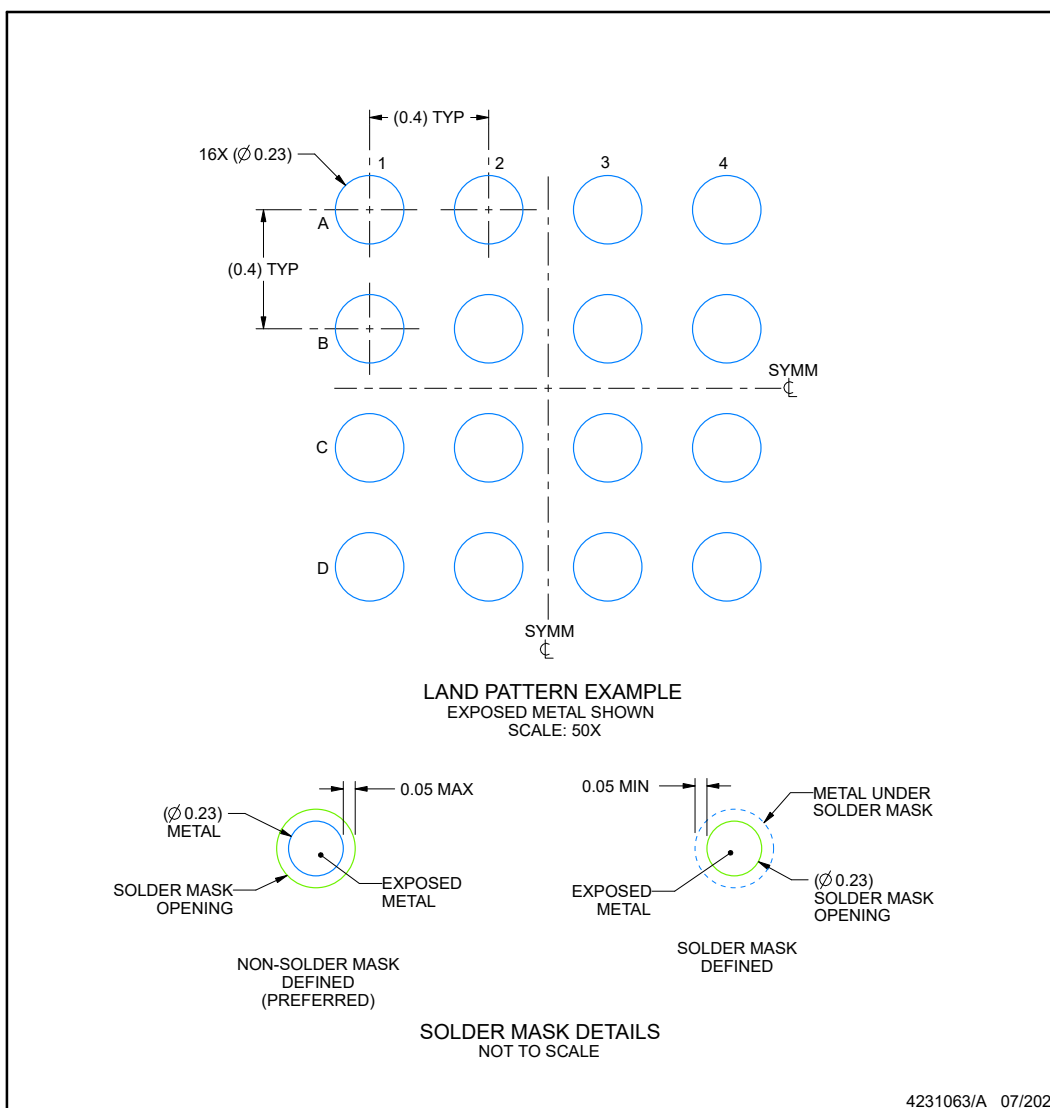 (0.4) TYP
16X (∅ 0.23)
1
2
3
4
A
(0.4) TYP
B
SYMM
℄
C
D
SYMM
℄
LAND PATTERN EXAMPLE
EXPOSED METAL SHOWN
SCALE: 50X
0.05 MAX
(∅ 0.23)
METAL
SOLDER MASK
OPENING
EXPOSED
METAL
NON-SOLDER MASK
DEFINED
(PREFERRED)
0.05 MIN
METAL UNDER
SOLDER MASK
EXPOSED
METAL
(∅ 0.23)
SOLDER MASK
OPENING
SOLDER MASK
DEFINED
SOLDER MASK DETAILS
NOT TO SCALE
4231063/A 07/202